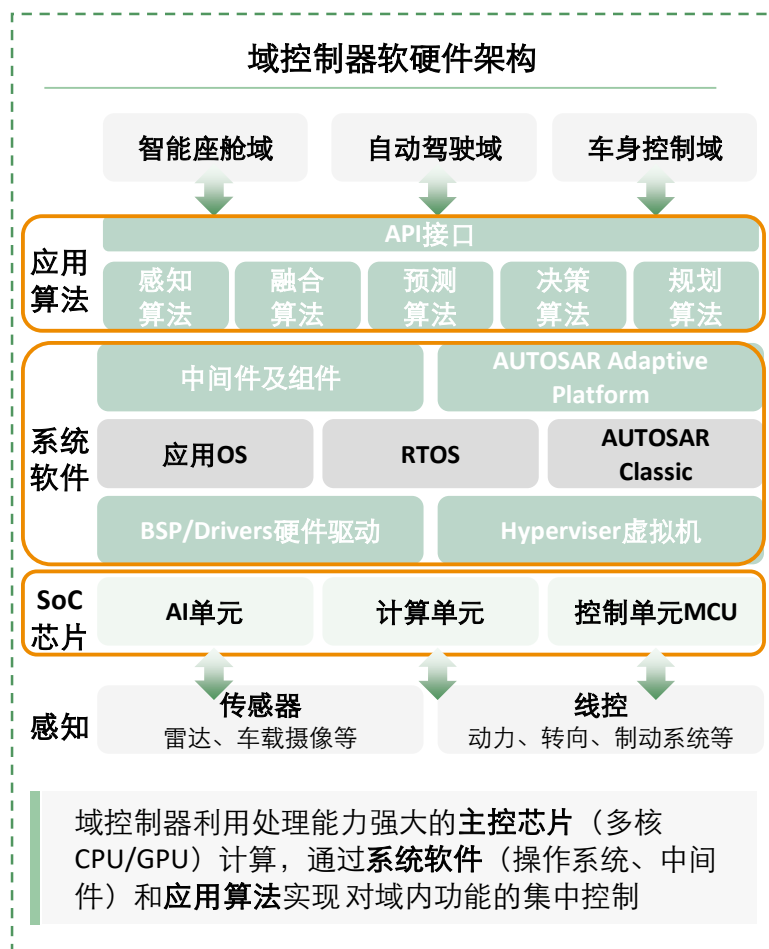 域控制器软硬件架构
智能座舱域
自动驾驶域
车身控制域
应用
算法
API接口
感知
算法
融合
算法
预测
算法
决策
算法
规划
算法
系统
软件
中间件及组件
AUTOSAR Adaptive
Platform
应用OS
RTOS
AUTOSAR
Classic
BSP/Drivers硬件驱动
Hyperviser虚拟机
SoC
芯片
AI单元
计算单元
控制单元MCU
感知
传感器
雷达、车载摄像等
线控
动力、转向、制动系统等
域控制器利用处理能力强大的主控芯片（多核
CPU/GPU）计算，通过系统软件（操作系统、中间
件）和应用算法实现对域内功能的集中控制